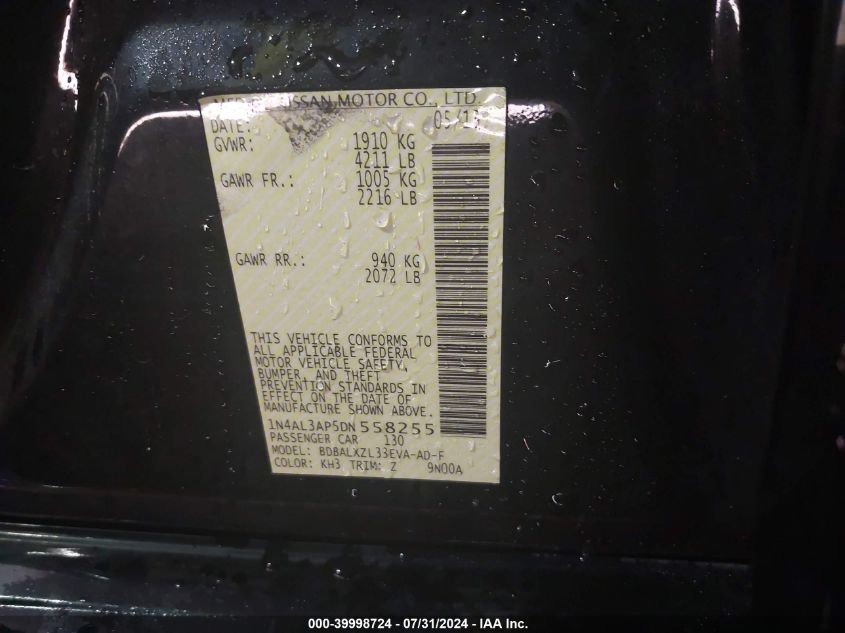 NISSAN MOTOR CO., LTD.
DATE: 05/13
GVWR: 1910 KG
4211 LB
GAWR FR.: 1005 KG
2216 LB
GAWR RR.: 940 KG
2072 LB
THIS VEHICLE CONFORMS TO
ALL APPLICABLE FEDERAL
MOTOR VEHICLE SAFETY,
BUMPER, AND THEFT
PREVENTION STANDARDS IN
EFFECT ON THE DATE OF
MANUFACTURE SHOWN ABOVE.
1N4AL3AP5DN558255
PASSENGER CAR 130
MODEL: BDBALXZL33EVA-AD-F
COLOR: KH3 TRIM: Z 9N00A
000-39998724 - 07/31/2024 - IAA Inc.